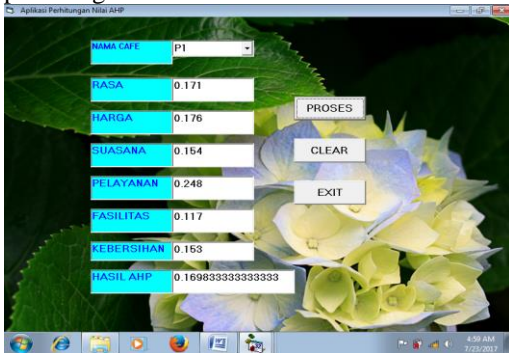 Aplikasi Perhitungan Nilai AHP
NAMA CAFE P1
RASA 0.171
HARGA 0.176
SUASANA 0.154
PELAYANAN 0.248
FASILITAS 0.117
KEBERSIHAN 0.153
HASIL AHP 0.169833333333333
PROSES
CLEAR
EXIT
4:59 AM
7/23/2017